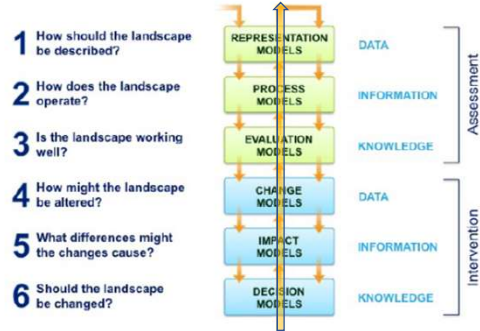 1 How should the landscape
be described?
REPRESENTATION
MODELS
DATA
2 How does the landscape
operate?
PROCESS
MODELS
INFORMATION
3 Is the landscape working
well?
EVALUATION
MODELS
KNOWLEDGE
Assessment
4 How might the landscape
be altered?
CHANGE
MODELS
DATA
5 What differences might
the changes cause?
IMPACT
MODELS
INFORMATION
6 Should the landscape
be changed?
DECISION
MODELS
KNOWLEDGE
Intervention